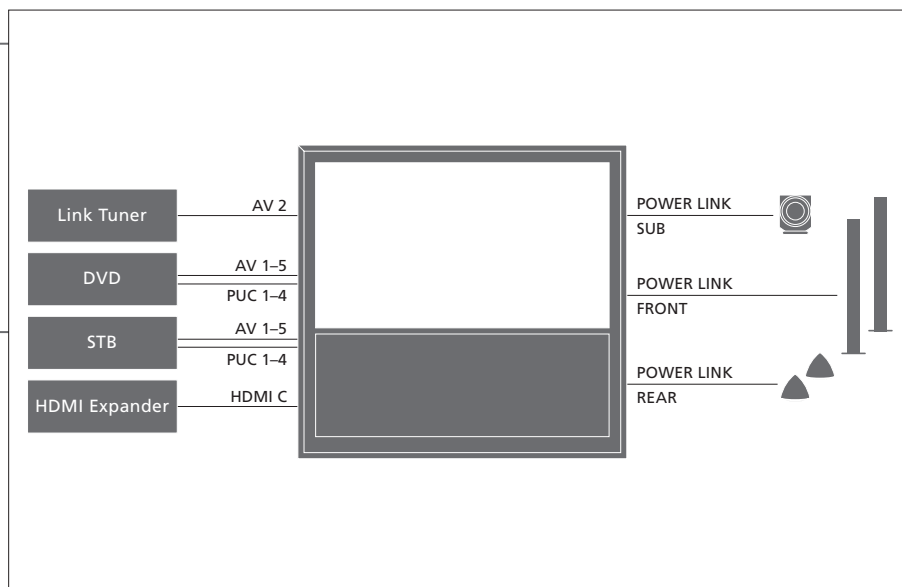 Link Tuner
AV 2
DVD
AV 1–5
PUC 1–4
STB
AV 1–5
PUC 1–4
HDMI Expander
HDMI C
POWER LINK
SUB
POWER LINK
FRONT
POWER LINK
REAR